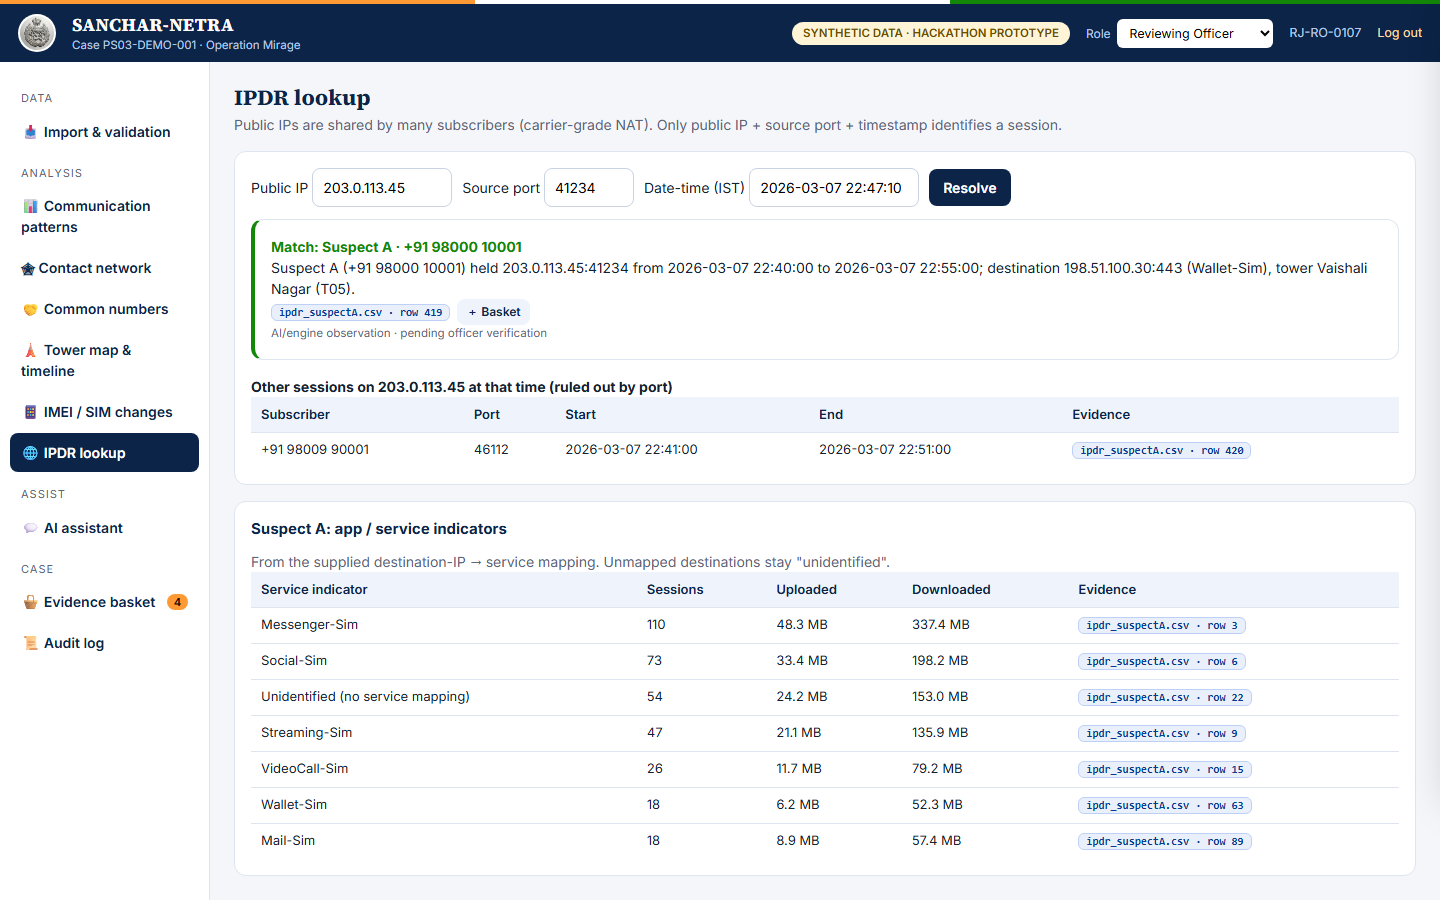 SANCHAR-NETRA
Case PS03-DEMO-001 · Operation Mirage
SYNTHETIC DATA · HACKATHON PROTOTYPE
Role
Reviewing Officer
RJ-RO-0107
Log out
DATA
Import & validation
ANALYSIS
Communication
patterns
Contact network
Common numbers
Tower map &
timeline
IMEI / SIM changes
IPDR lookup
ASSIST
AI assistant
CASE
Evidence basket 4
Audit log
IPDR lookup
Public IPs are shared by many subscribers (carrier-grade NAT). Only public IP + source port + timestamp identifies a session.
Public IP 203.0.113.45 Source port 41234 Date-time (IST) 2026-03-07 22:47:10 Resolve
Match: Suspect A · +91 98000 10001
Suspect A (+91 98000 10001) held 203.0.113.45:41234 from 2026-03-07 22:40:00 to 2026-03-07 22:55:00; destination 198.51.100.30:443 (Wallet-Sim), tower Vaishali
Nagar (T05).
ipdr_suspectA.csv · row 419 + Basket
AI/engine observation · pending officer verification
Other sessions on 203.0.113.45 at that time (ruled out by port)
Subscriber Port Start End Evidence
+91 98009 90001 46112 2026-03-07 22:41:00 2026-03-07 22:51:00 ipdr_suspectA.csv · row 420
Suspect A: app / service indicators
From the supplied destination-IP → service mapping. Unmapped destinations stay "unidentified".
Service indicator Sessions Uploaded Downloaded Evidence
Messenger-Sim 110 48.3 MB 337.4 MB ipdr_suspectA.csv · row 3
Social-Sim 73 33.4 MB 198.2 MB ipdr_suspectA.csv · row 6
Unidentified (no service mapping) 54 24.2 MB 153.0 MB ipdr_suspectA.csv · row 22
Streaming-Sim 47 21.1 MB 135.9 MB ipdr_suspectA.csv · row 9
VideoCall-Sim 26 11.7 MB 79.2 MB ipdr_suspectA.csv · row 15
Wallet-Sim 18 6.2 MB 52.3 MB ipdr_suspectA.csv · row 63
Mail-Sim 18 8.9 MB 57.4 MB ipdr_suspectA.csv · row 89